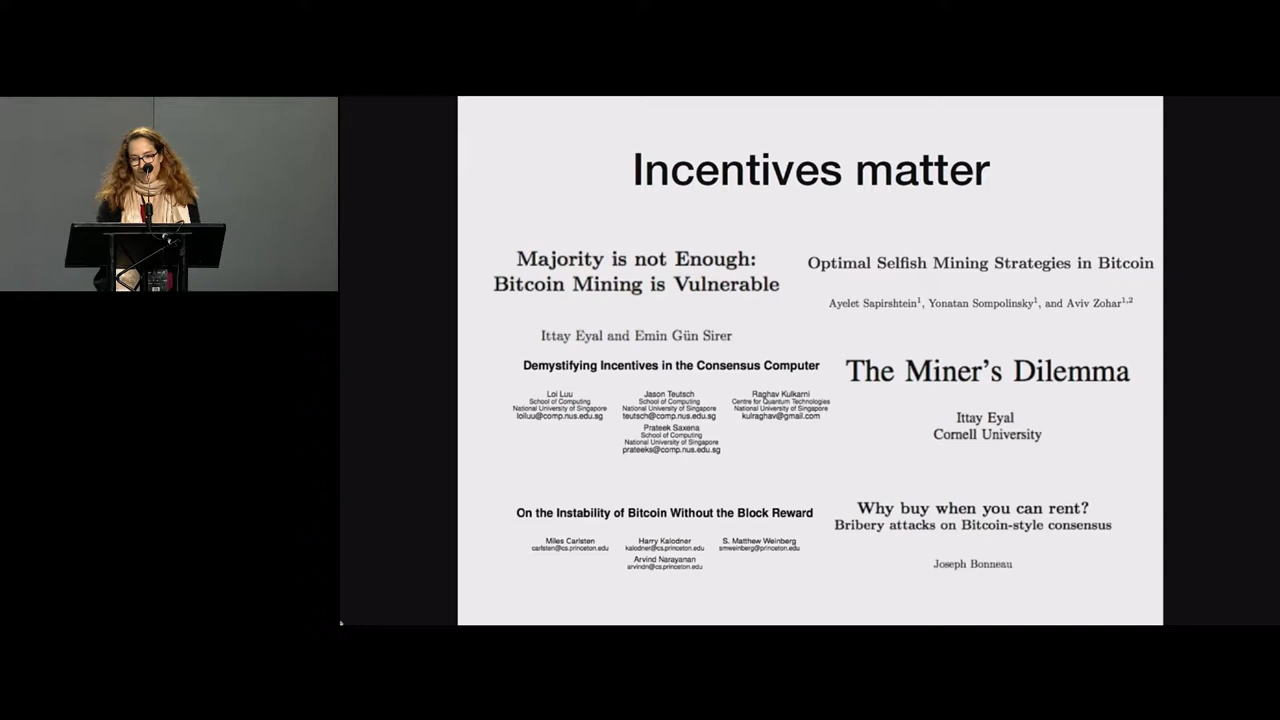 Incentives matter
Majority is not Enough:
Bitcoin Mining is Vulnerable
Ittay Eyal and Emin Gün Sirer
Optimal Selfish Mining Strategies in Bitcoin
Ayelet Sapirshtein¹, Yonatan Sompolinsky¹, and Aviv Zohar¹,²
Demystifying Incentives in the Consensus Computer
Loi Luu
School of Computing
National University of Singapore
loiluu@comp.nus.edu.sg
Jason Teutsch
School of Computing
National University of Singapore
teutsch@comp.nus.edu.sg
Raghav Kulkarni
Centre for Quantum Technologies
National University of Singapore
kulraghav@gmail.com
Prateek Saxena
School of Computing
National University of Singapore
prateeks@comp.nus.edu.sg
The Miner's Dilemma
Ittay Eyal
Cornell University
On the Instability of Bitcoin Without the Block Reward
Miles Carlsten
carlsten@cs.princeton.edu
Harry Kalodner
kalodner@cs.princeton.edu
S. Matthew Weinberg
smweinberg@princeton.edu
Arvind Narayanan
arvindn@cs.princeton.edu
Why buy when you can rent?
Bribery attacks on Bitcoin-style consensus
Joseph Bonneau